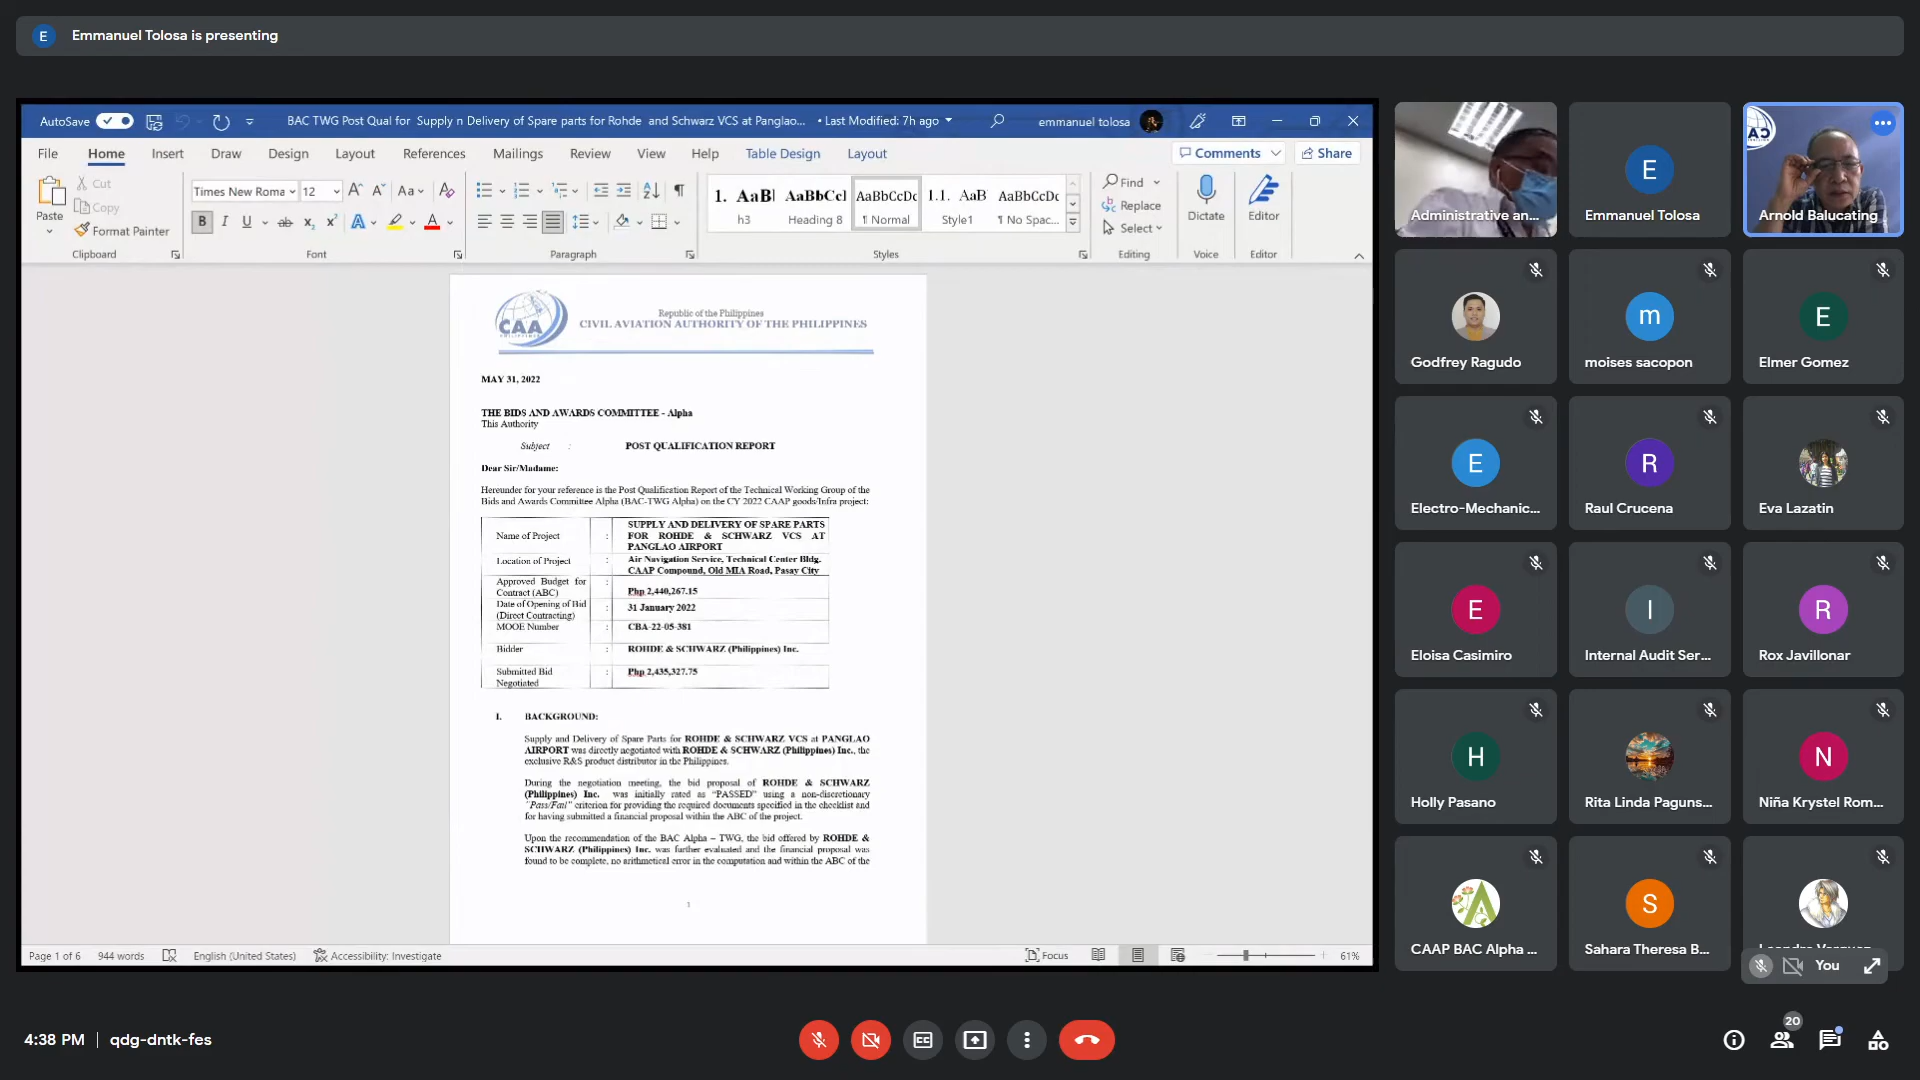 E Emmanuel Tolosa is presenting
AutoSave
BAC TWG Post Qual for Supply n Delivery of Spare parts for Rohde and Schwarz VCS at Panglao... • Last Modified: 7h ago
emmanuel tolosa
File Home Insert Draw Design Layout References Mailings Review View Help Table Design Layout
Comments Share
Paste
Cut
Copy
Format Painter
Clipboard
Times New Roma 12
Font
Paragraph
1. AaBl
h3
AaBbCcl
Heading 8
AaBbCcDc
¶ Normal
1.1. AaB
Style1
AaBbCcDc
¶ No Spac...
Styles
Find
Replace
Select
Editing
Dictate
Voice
Editor
Editor
CAA
Republic of the Philippines
CIVIL AVIATION AUTHORITY OF THE PHILIPPINES
MAY 31, 2022
THE BIDS AND AWARDS COMMITTEE - Alpha
This Authority
Subject : POST QUALIFICATION REPORT
Dear Sir/Madame:
Hereunder for your reference is the Post Qualification Report of the Technical Working Group of the
Bids and Awards Committee Alpha (BAC-TWG Alpha) on the CY 2022 CAAP goods/Infra project:
Name of Project : SUPPLY AND DELIVERY OF SPARE PARTS
FOR ROHDE & SCHWARZ VCS AT
PANGLAO AIRPORT
Location of Project : Air Navigation Service, Technical Center Bldg.
CAAP Compound, Old MIA Road, Pasay City
Approved Budget for
Contract (ABC) : Php 2,440,267.15
Date of Opening of Bid
(Direct Contracting) : 31 January 2022
MOOE Number : CBA-22-05-381
Bidder : ROHDE & SCHWARZ (Philippines) Inc.
Submitted Bid
Negotiated : Php 2,435,327.75
I. BACKGROUND:
Supply and Delivery of Spare Parts for ROHDE & SCHWARZ VCS at PANGLAO
AIRPORT was directly negotiated with ROHDE & SCHWARZ (Philippines) Inc., the
exclusive R&S product distributor in the Philippines.
During the negotiation meeting, the bid proposal of ROHDE & SCHWARZ
(Philippines) Inc. was initially rated as “PASSED” using a non-discretionary
“Pass/Fail” criterion for providing the required documents specified in the checklist and
for having submitted a financial proposal within the ABC of the project.
Upon the recommendation of the BAC Alpha – TWG, the bid offered by ROHDE &
SCHWARZ (Philippines) Inc. was further evaluated and the financial proposal was
found to be complete, no arithmetical error in the computation and within the ABC of the
1
Page 1 of 6 944 words English (United States) Accessibility: Investigate Focus 61%
Administrative an...
E
Emmanuel Tolosa
Arnold Balucating
Godfrey Ragudo
m
moises sacopon
E
Elmer Gomez
E
Electro-Mechanic...
R
Raul Crucena
Eva Lazatin
E
Eloisa Casimiro
I
Internal Audit Ser...
R
Rox Javillonar
H
Holly Pasano
Rita Linda Paguns...
N
Niña Krystel Rom...
CAAP BAC Alpha ...
S
Sahara Theresa B...
You
4:38 PM | qdg-dntk-fes
20